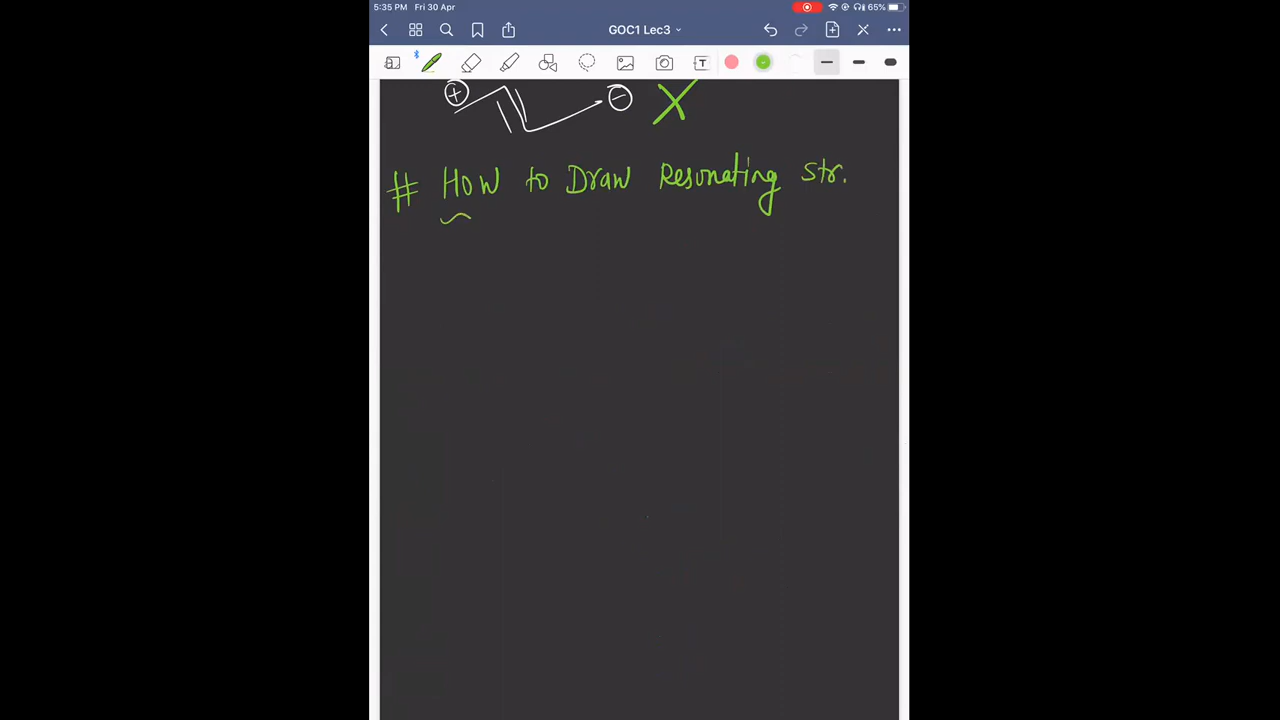 5:35 PM Fri 30 Apr 65%
GOC1 Lec3
T
+ − X
# How to Draw Resonating Str.